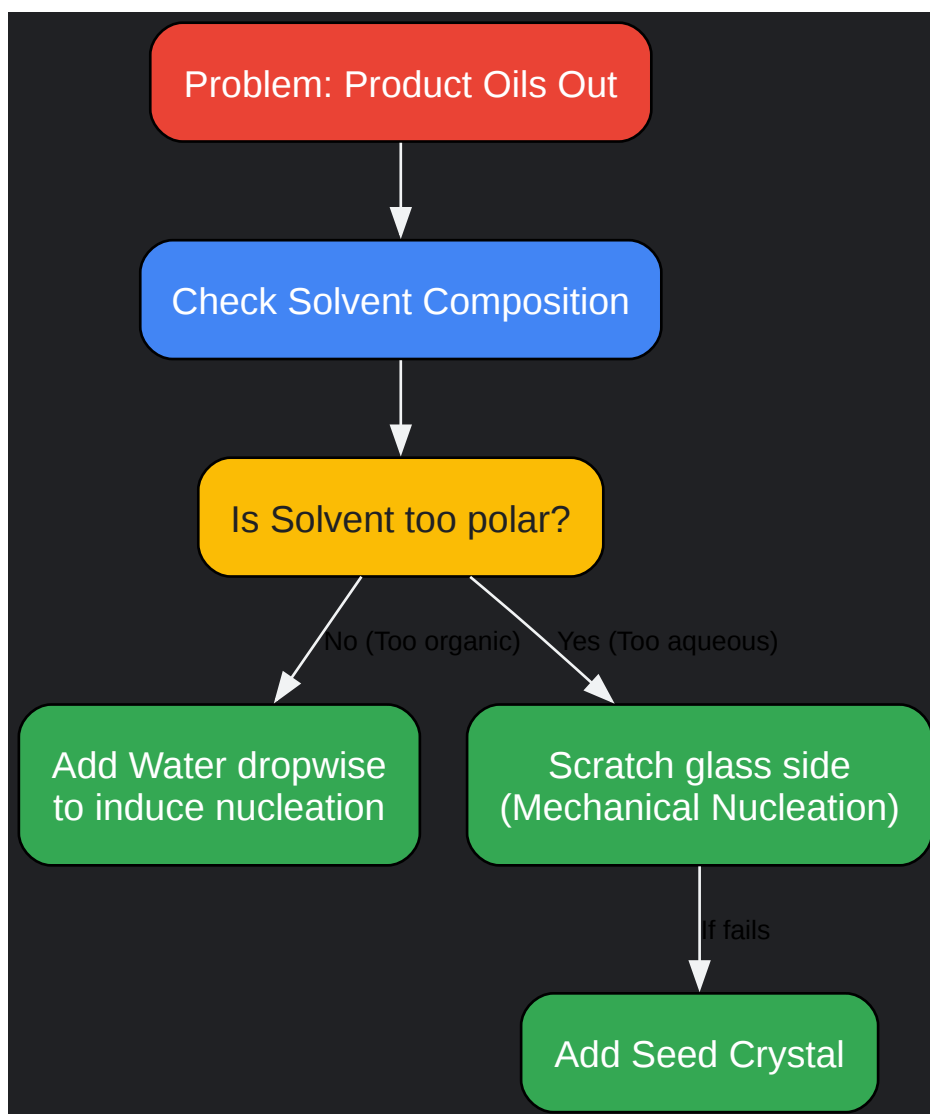 Problem: Product Oils Out
Check Solvent Composition
Is Solvent too polar?
No (Too organic)
Yes (Too aqueous)
Add Water dropwise
to induce nucleation
Scratch glass side
(Mechanical Nucleation)
If fails
Add Seed Crystal